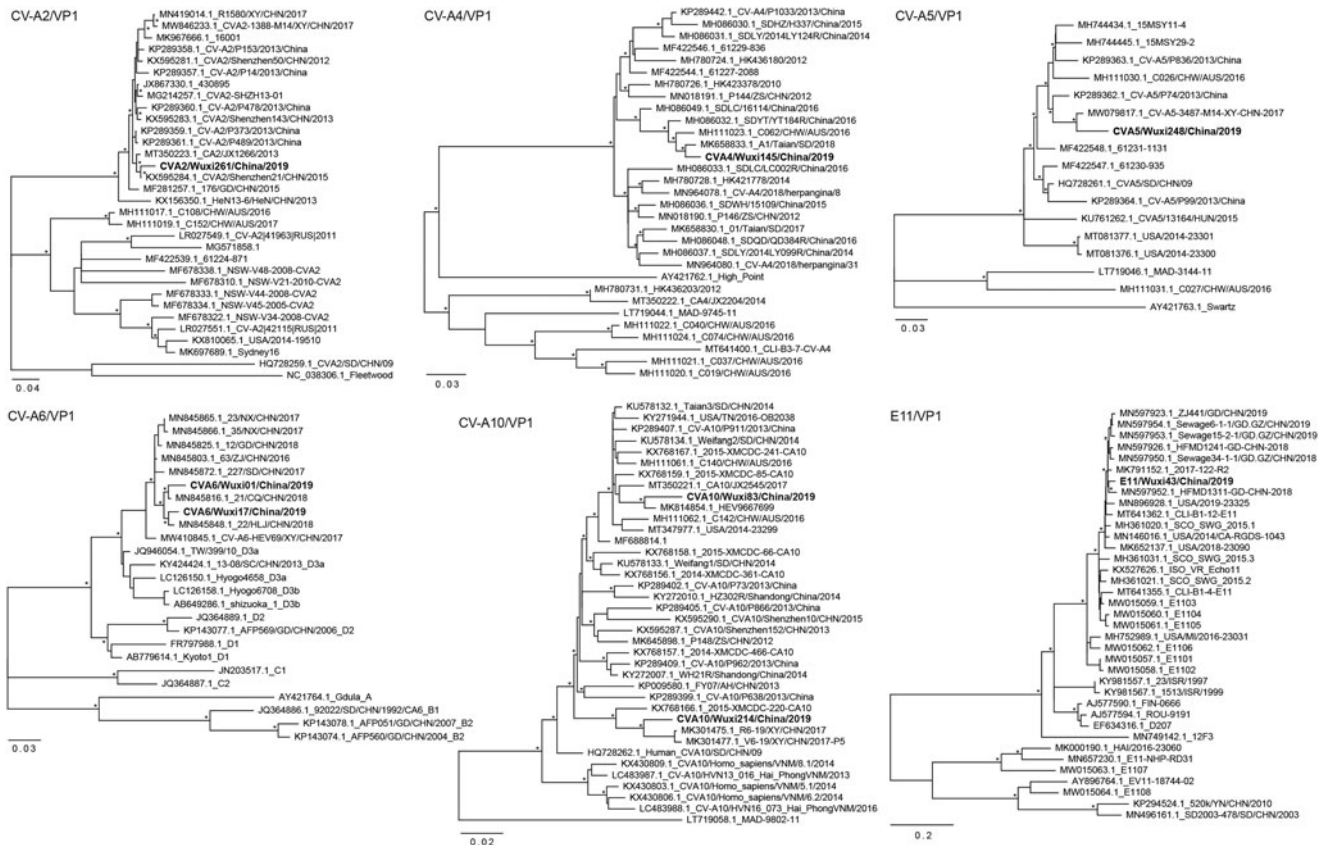 CV-A2/VP1
MN419014.1_R1580/XY/CHN/2017
MW846233.1_CVA2-1388-M14/XY/CHN/2017
MK967666.1_16001
KP289358.1_CV-A2/P153/2013/China
KX595281.1_CVA2/Shenzhen50/CHN/2012
KP289357.1_CV-A2/P14/2013/China
JX867330.1_430895
MG214257.1_CVA2-SHZH13-01
KP289360.1_CV-A2/P478/2013/China
KX595283.1_CVA2/Shenzhen143/CHN/2013
KP289359.1_CV-A2/P373/2013/China
KP289361.1_CV-A2/P489/2013/China
MT350223.1_CA2/JX1266/2013
CVA2/Wuxi261/China/2019
KX595284.1_CVA2/Shenzhen21/CHN/2015
MF281257.1_176/GD/CHN/2015
KX156350.1_HeN13-6/HeN/CHN/2013
MH111017.1_C108/CHW/AUS/2016
MH111019.1_C152/CHW/AUS/2017
LR027549.1_CV-A2|41963|RUS|2011
MG571858.1
MF422539.1_61224-871
MF678338.1_NSW-V48-2008-CVA2
MF678310.1_NSW-V21-2010-CVA2
MF678333.1_NSW-V44-2008-CVA2
MF678334.1_NSW-V45-2005-CVA2
MF678322.1_NSW-V34-2008-CVA2
LR027551.1_CV-A2|42115|RUS|2011
KX810065.1_USA/2014-19510
MK697689.1_Sydney16
HQ728259.1_CVA2/SD/CHN/09
NC_038306.1_Fleetwood
0.04
CV-A4/VP1
KP289442.1_CV-A4/P1033/2013/China
MH086030.1_SDHZ/H337/China/2015
MH086031.1_SDLY/2014LY124R/China/2014
MF422546.1_61229-836
MH780724.1_HK436180/2012
MF422544.1_61227-2088
MH780726.1_HK423378/2010
MN018191.1_P144/ZS/CHN/2012
MH086049.1_SDLC/16114/China/2016
MH086032.1_SDYT/YT184R/China/2016
MH111023.1_C062/CHW/AUS/2016
MK658833.1_A1/Taian/SD/2018
CVA4/Wuxi145/China/2019
MH086033.1_SDLC/LC002R/China/2016
MH780728.1_HK421778/2014
MN964078.1_CV-A4/2018/herpangina/8
MH086036.1_SDWH/15109/China/2015
MN018190.1_P146/ZS/CHN/2012
MK658830.1_01/Taian/SD/2017
MH086048.1_SDQD/QD384R/China/2016
MH086037.1_SDLY/2014LY099R/China/2014
MN964080.1_CV-A4/2018/herpangina/31
AY421762.1_High_Point
MH780731.1_HK436203/2012
MT350222.1_CA4/JX2204/2014
LT719044.1_MAD-9745-11
MH111022.1_C040/CHW/AUS/2016
MH111024.1_C074/CHW/AUS/2016
MT641400.1_CLI-B3-7-CV-A4
MH111021.1_C037/CHW/AUS/2016
MH111020.1_C019/CHW/AUS/2016
0.03
CV-A5/VP1
MH744434.1_15MSY11-4
MH744445.1_15MSY29-2
KP289363.1_CV-A5/P836/2013/China
MH111030.1_C026/CHW/AUS/2016
KP289362.1_CV-A5/P74/2013/China
MW079817.1_CV-A5-3487-M14-XY-CHN-2017
CVA5/Wuxi248/China/2019
MF422548.1_61231-1131
MF422547.1_61230-935
HQ728261.1_CVA5/SD/CHN/09
KP289364.1_CV-A5/P99/2013/China
KU761262.1_CVA5/13164/HUN/2015
MT081377.1_USA/2014-23301
MT081376.1_USA/2014-23300
LT719046.1_MAD-3144-11
MH111031.1_C027/CHW/AUS/2016
AY421763.1_Swartz
0.03
CV-A6/VP1
MN845865.1_23/NX/CHN/2017
MN845866.1_35/NX/CHN/2017
MN845825.1_12/GD/CHN/2018
MN845803.1_63/ZJ/CHN/2016
MN845872.1_227/SD/CHN/2017
CVA6/Wuxi01/China/2019
MN845816.1_21/CQ/CHN/2018
CVA6/Wuxi17/China/2019
MN845848.1_22/HLJ/CHN/2018
MW410845.1_CV-A6-HEV69/XY/CHN/2017
JQ946054.1_TW/399/10_D3a
KY424424.1_13-08/SC/CHN/2013_D3a
LC126150.1_Hyogo4658_D3a
LC126158.1_Hyogo6708_D3b
AB649286.1_shizuoka_1_D3b
JQ364889.1_D2
KP143077.1_AFP569/GD/CHN/2006_D2
FR797988.1_D1
AB779614.1_Kyoto1_D1
JN203517.1_C1
JQ364887.1_C2
AY421764.1_Gdula_A
JQ364886.1_92022/SD/CHN/1992/CA6_B1
KP143078.1_AFP051/GD/CHN/2007_B2
KP143074.1_AFP560/GD/CHN/2004_B2
0.03
CV-A10/VP1
KU578132.1_Taian3/SD/CHN/2014
KY271944.1_USA/TN/2016-OB2038
KP289407.1_CV-A10/P911/2013/China
KU578134.1_Weifang2/SD/CHN/2014
KX768167.1_2015-XMCDC-241-CA10
MH111061.1_C140/CHW/AUS/2016
KX768159.1_2015-XMCDC-85-CA10
MT350221.1_CA10/JX2545/2017
CVA10/Wuxi83/China/2019
MK814854.1_HEV9667699
MH111062.1_C142/CHW/AUS/2016
MT347977.1_USA/2014-23299
MF688814.1
KX768158.1_2015-XMCDC-66-CA10
KU578133.1_Weifang1/SD/CHN/2014
KX768156.1_2014-XMCDC-361-CA10
KP289402.1_CV-A10/P73/2013/China
KY272010.1_HZ302R/Shandong/China/2014
KP289405.1_CV-A10/P866/2013/China
KX595290.1_CVA10/Shenzhen10/CHN/2015
KX595287.1_CVA10/Shenzhen152/CHN/2013
MK645898.1_P148/ZS/CHN/2012
KX768157.1_2014-XMCDC-466-CA10
KP289409.1_CV-A10/P962/2013/China
KY272007.1_WH21R/Shandong/China/2014
KP009580.1_FY07/AH/CHN/2013
KP289399.1_CV-A10/P638/2013/China
KX768166.1_2015-XMCDC-220-CA10
CVA10/Wuxi214/China/2019
MK301475.1_R6-19/XY/CHN/2017
MK301477.1_V6-19/XY/CHN/2017-P5
HQ728262.1_Human_CVA10/SD/CHN/09
KX430809.1_CVA10/Homo_sapiens/VNM/8.1/2014
LC483987.1_CV-A10/HVN13_016_Hai_PhongVNM/2013
KX430803.1_CVA10/Homo_sapiens/VNM/5.1/2014
KX430806.1_CVA10/Homo_sapiens/VNM/6.2/2014
LC483988.1_CV-A10/HVN16_073_Hai_PhongVNM/2016
LT719058.1_MAD-9802-11
0.02
E11/VP1
MN597923.1_ZJ441/GD/CHN/2019
MN597954.1_Sewage6-1-1/GD.GZ/CHN/2019
MN597953.1_Sewage15-2-1/GD.GZ/CHN/2019
MN597926.1_HFMD1241-GD-CHN-2018
MN597950.1_Sewage34-1-1/GD.GZ/CHN/2018
MK791152.1_2017-122-R2
E11/Wuxi43/China/2019
MN597952.1_HFMD1311-GD-CHN-2018
MN896928.1_USA/2019-23325
MT641362.1_CLI-B1-12-E11
MH361020.1_SCO_SWG_2015.1
MN146016.1_USA/2014/CA-RGDS-1043
MK652137.1_USA/2018-23090
MH361031.1_SCO_SWG_2015.3
KX527626.1_ISO_VR_Echo11
MH361021.1_SCO_SWG_2015.2
MT641355.1_CLI-B1-4-E11
MW015059.1_E1103
MW015060.1_E1104
MW015061.1_E1105
MH752989.1_USA/MI/2016-23031
MW015062.1_E1106
MW015057.1_E1101
MW015058.1_E1102
KY981557.1_23/ISR/1997
KY981567.1_1513/ISR/1999
AJ577590.1_FIN-0666
AJ577594.1_ROU-9191
EF634316.1_D207
MN749142.1_12F3
MK000190.1_HAI/2016-23060
MN657230.1_E11-NHP-RD31
MW015063.1_E1107
AY896764.1_EV11-18744-02
MW015064.1_E1108
KP294524.1_520k/YN/CHN/2010
MN496161.1_SD2003-478/SD/CHN/2003
0.2